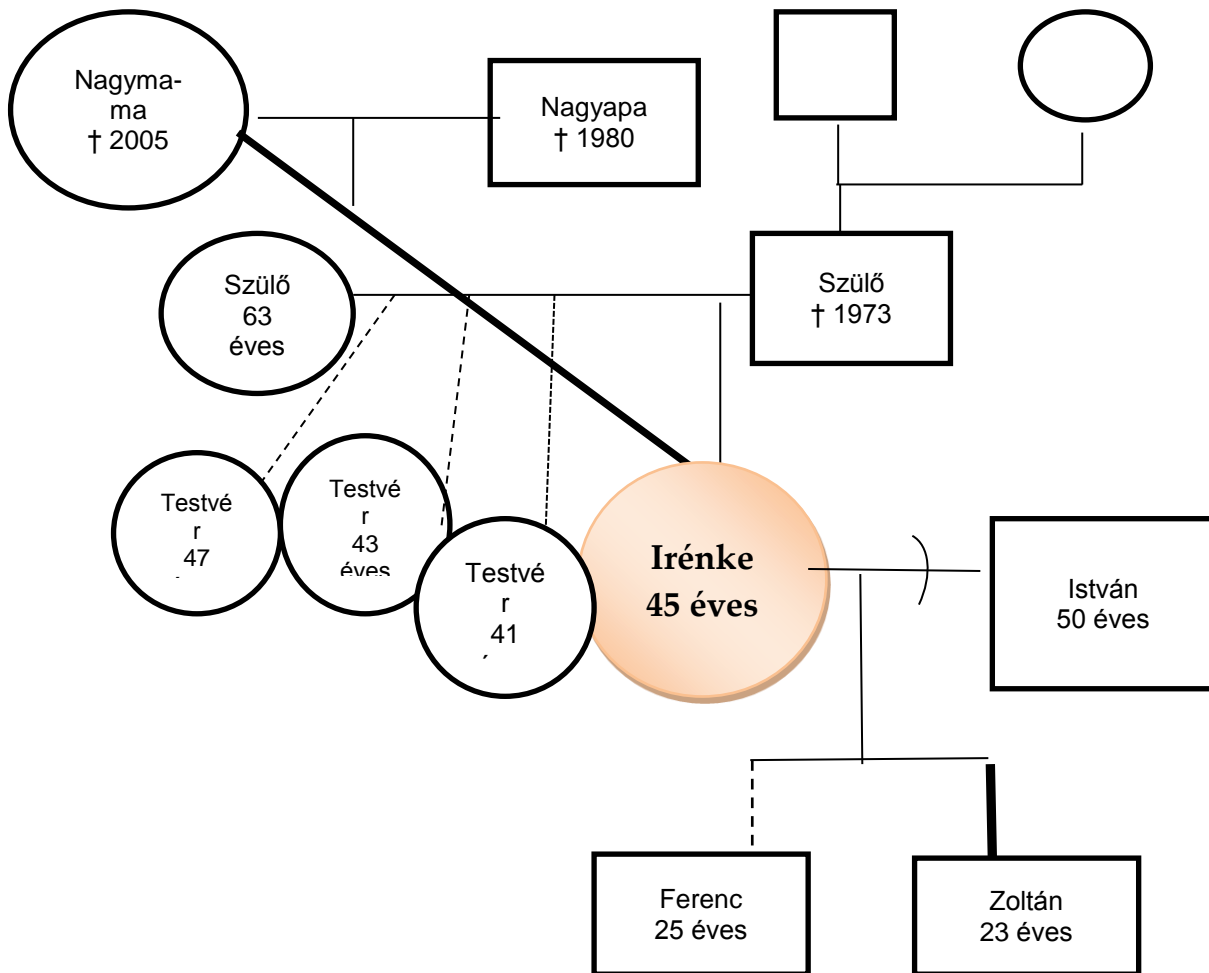 Nagyma-
ma
† 2005
Nagyapa
† 1980
Szülő
63
éves
Szülő
† 1973
Testvé
r
47
Testvé
r
43
éves
Testvé
r
41
Irénke
45 éves
István
50 éves
Ferenc
25 éves
Zoltán
23 éves